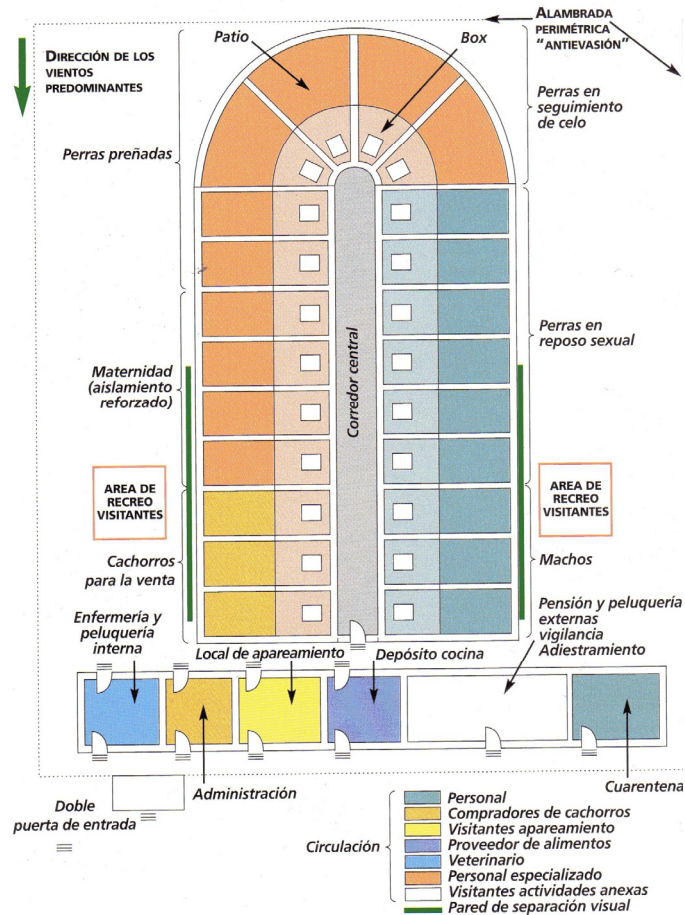 ALAMBRADA
PERIMÉTRICA
"ANTIEVASIÓN"
DIRECCIÓN DE LOS
VIENTOS
PREDOMINANTES
Patio
Box
Perras en
seguimiento
de celo
Perras preñadas
Maternidad
(aislamiento
reforzado)
Corredor central
Perras en
reposo sexual
AREA DE
RECREO
VISITANTES
AREA DE
RECREO
VISITANTES
Cachorros
para la venta
Machos
Enfermería y
peluquería
interna
Local de apareamiento
Depósito cocina
Pensión y peluquería
externas
vigilancia
Adiestramiento
Doble
puerta de entrada
Administración
Cuarentena
Circulación
Personal
Compradores de cachorros
Visitantes apareamiento
Proveedor de alimentos
Veterinario
Personal especializado
Visitantes actividades anexas
Pared de separación visual